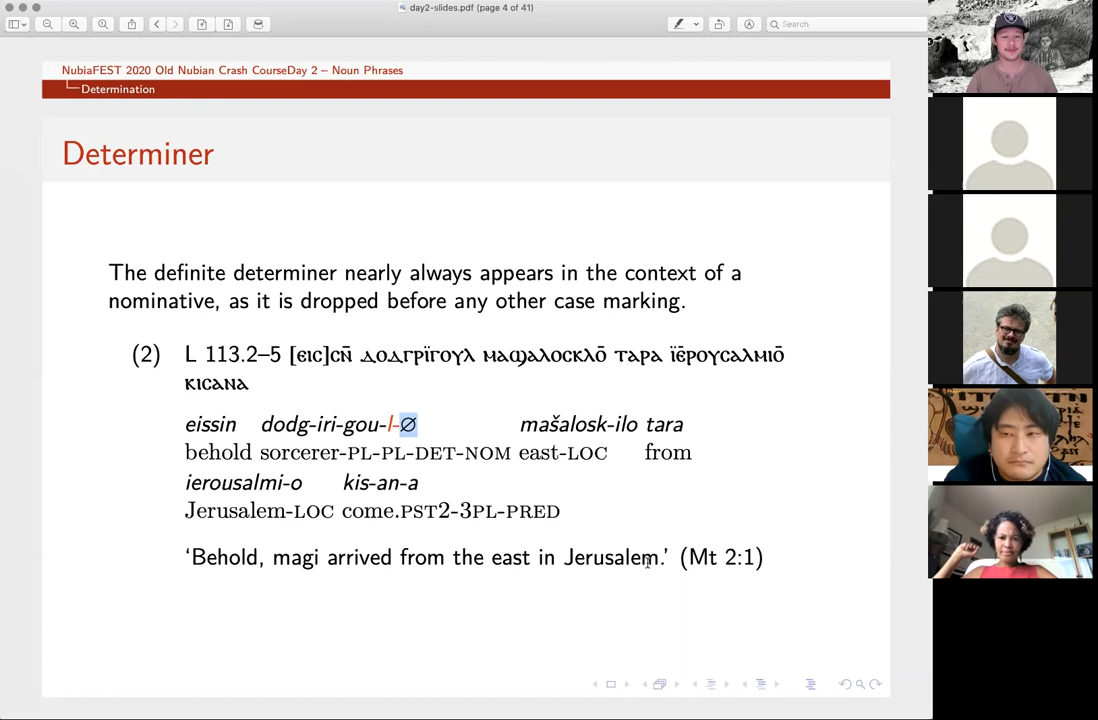 day2-slides.pdf (page 4 of 41)
Search
NubiaFEST 2020 Old Nubian Crash CourseDay 2 – Noun Phrases
Determination
Determiner
The definite determiner nearly always appears in the context of a
nominative, as it is dropped before any other case marking.
(2) L 113.2–5 [ⲉⲓⲥ]ⲥⲛ̄ ⲇⲟⲇⲅⲣⲓ̈ⲅⲟⲩⲗ ⲙⲁϣⲁⲗⲟⲥⲕⲗⲟ̄ ⲧⲁⲣⲁ ⲓ̈ⲉ̄ⲣⲟⲩⲥⲁⲗⲙⲓⲟ̄
ⲕⲓⲥⲁⲛⲁ
eissin dodg-iri-gou-l-∅ mašalosk-ilo tara
behold sorcerer-PL-PL-DET-NOM east-LOC from
ierousalmi-o kis-an-a
Jerusalem-LOC come.PST2-3PL-PRED
‘Behold, magi arrived from the east in Jerusalem.’ (Mt 2:1)